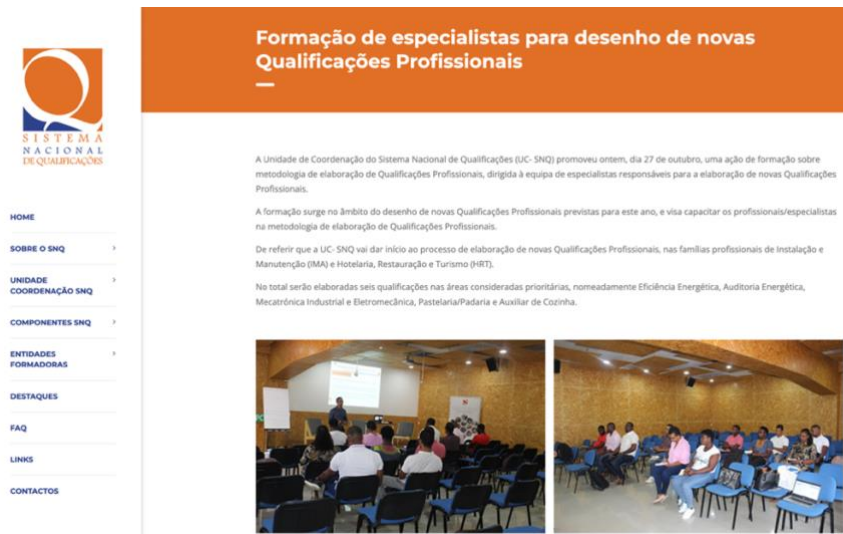 SISTEMA
NACIONAL
DE QUALIFICAÇÕES
HOME
SOBRE O SNQ
UNIDADE
COORDENAÇÃO SNQ
COMPONENTES SNQ
ENTIDADES
FORMADORAS
DESTAQUES
FAQ
LINKS
CONTACTOS
Formação de especialistas para desenho de novas
Qualificações Profissionais
A Unidade de Coordenação do Sistema Nacional de Qualificações (UC- SNQ) promoveu ontem, dia 27 de outubro, uma ação de formação sobre
metodologia de elaboração de Qualificações Profissionais, dirigida à equipa de especialistas responsáveis para a elaboração de novas Qualificações
Profissionais.
A formação surge no âmbito do desenho de novas Qualificações Profissionais previstas para este ano, e visa capacitar os profissionais/especialistas
na metodologia de elaboração de Qualificações Profissionais.
De referir que a UC- SNQ vai dar início ao processo de elaboração de novas Qualificações Profissionais, nas famílias profissionais de Instalação e
Manutenção (IMA) e Hotelaria, Restauração e Turismo (HRT).
No total serão elaboradas seis qualificações nas áreas consideradas prioritárias, nomeadamente Eficiência Energética, Auditoria Energética,
Mecatrónica Industrial e Eletromecânica, Pastelaria/Padaria e Auxiliar de Cozinha.